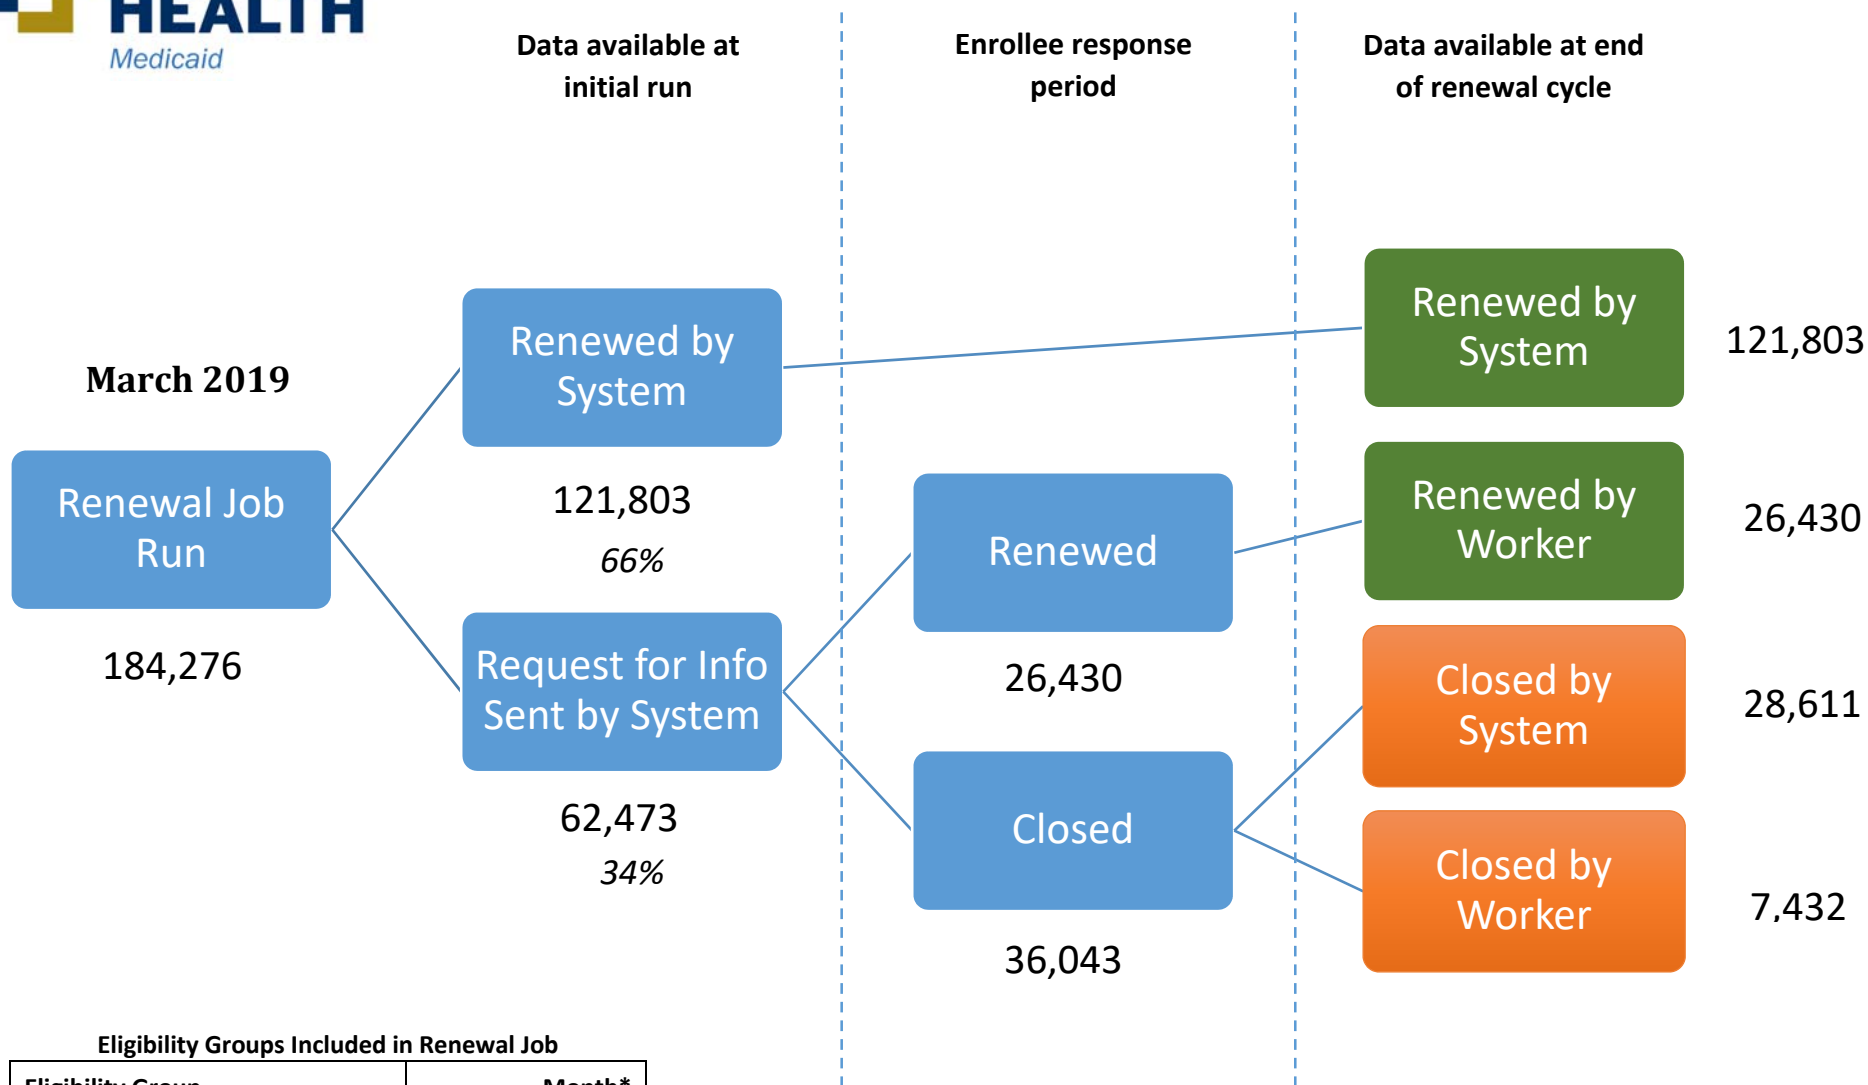 HEALTH
Medicaid
Data available at
initial run
Enrollee response
period
Data available at end
of renewal cycle
March 2019
Renewal Job
Run
184,276
Renewed by
System
121,803
66%
Request for Info
Sent by System
62,473
34%
Renewed
26,430
Closed
36,043
Renewed by
System
121,803
Renewed by
Worker
26,430
Closed by
System
28,611
Closed by
Worker
7,432
Eligibility Groups Included in Renewal Job
Eligibility Group
Month*